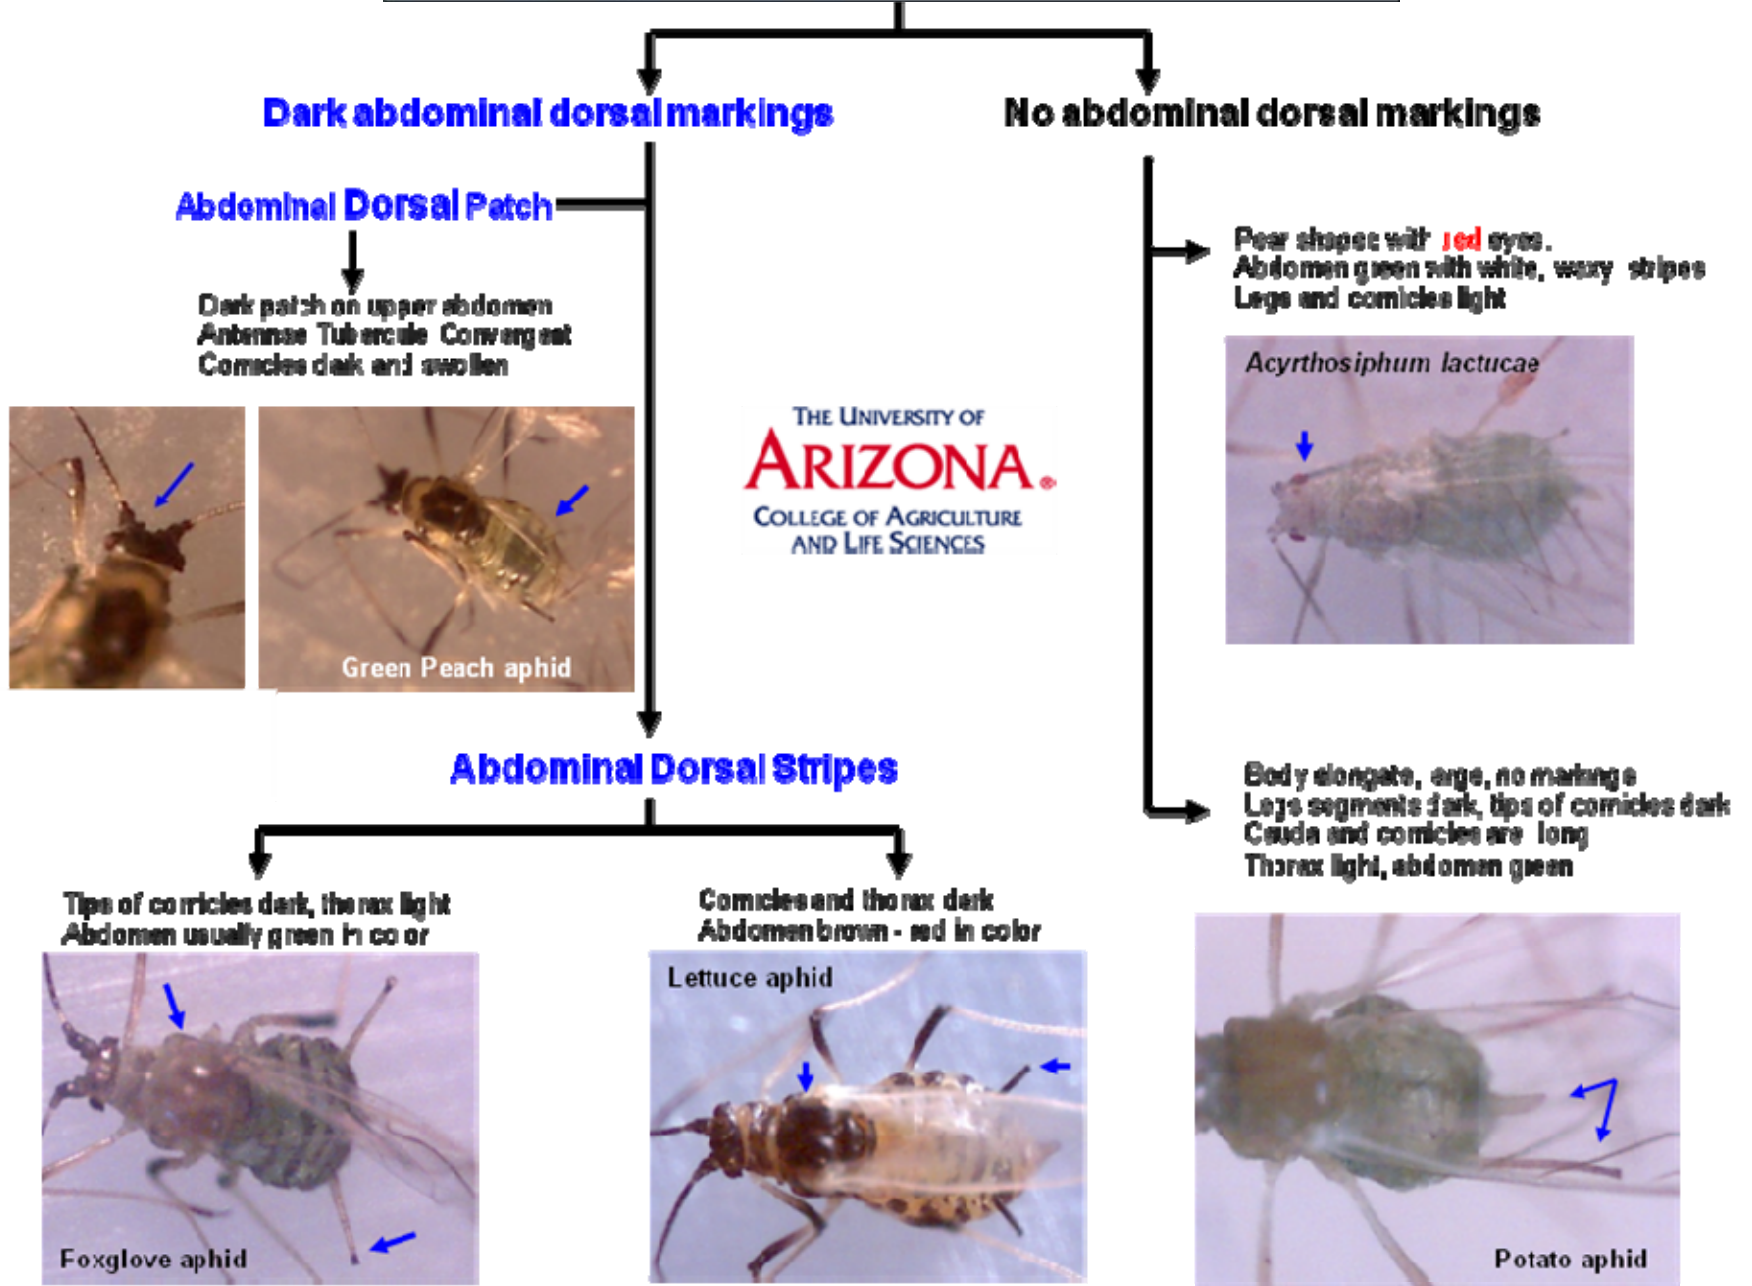 Dark abdominal dorsal markings
No abdominal dorsal markings
Abdominal Dorsal Patch
Dark patch on upper abdomen
Antennae Tubercule Convergent
Cornicles dark and swollen
Pear shapes with red eyes.
Abdomen green with white, waxy stripes
Legs and cornicles light
Acyrthosiphum lactucae
THE UNIVERSITY OF
ARIZONA®
COLLEGE OF AGRICULTURE
AND LIFE SCIENCES
Green Peach aphid
Abdominal Dorsal Stripes
Body elongate, large, no markings
Legs segments dark, tips of cornicles dark
Cauda and cornicles are long
Thorax light, abdomen green
Tips of cornicles dark, thorax light
Abdomen usually green in color
Cornicles and thorax dark
Abdomen brown - red in color
Lettuce aphid
Foxglove aphid
Potato aphid